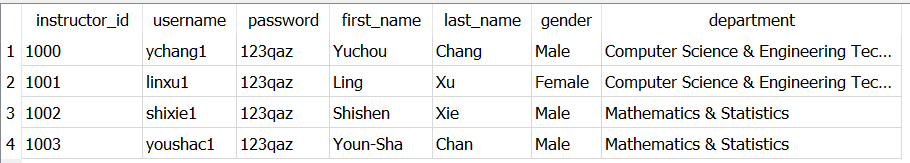 instructor_id username password first_name last_name gender department
1 1000 ychang1 123qaz Yuchou Chang Male Computer Science & Engineering Tec...
2 1001 linxu1 123qaz Ling Xu Female Computer Science & Engineering Tec...
3 1002 shixie1 123qaz Shishen Xie Male Mathematics & Statistics
4 1003 youshac1 123qaz Youn-Sha Chan Male Mathematics & Statistics